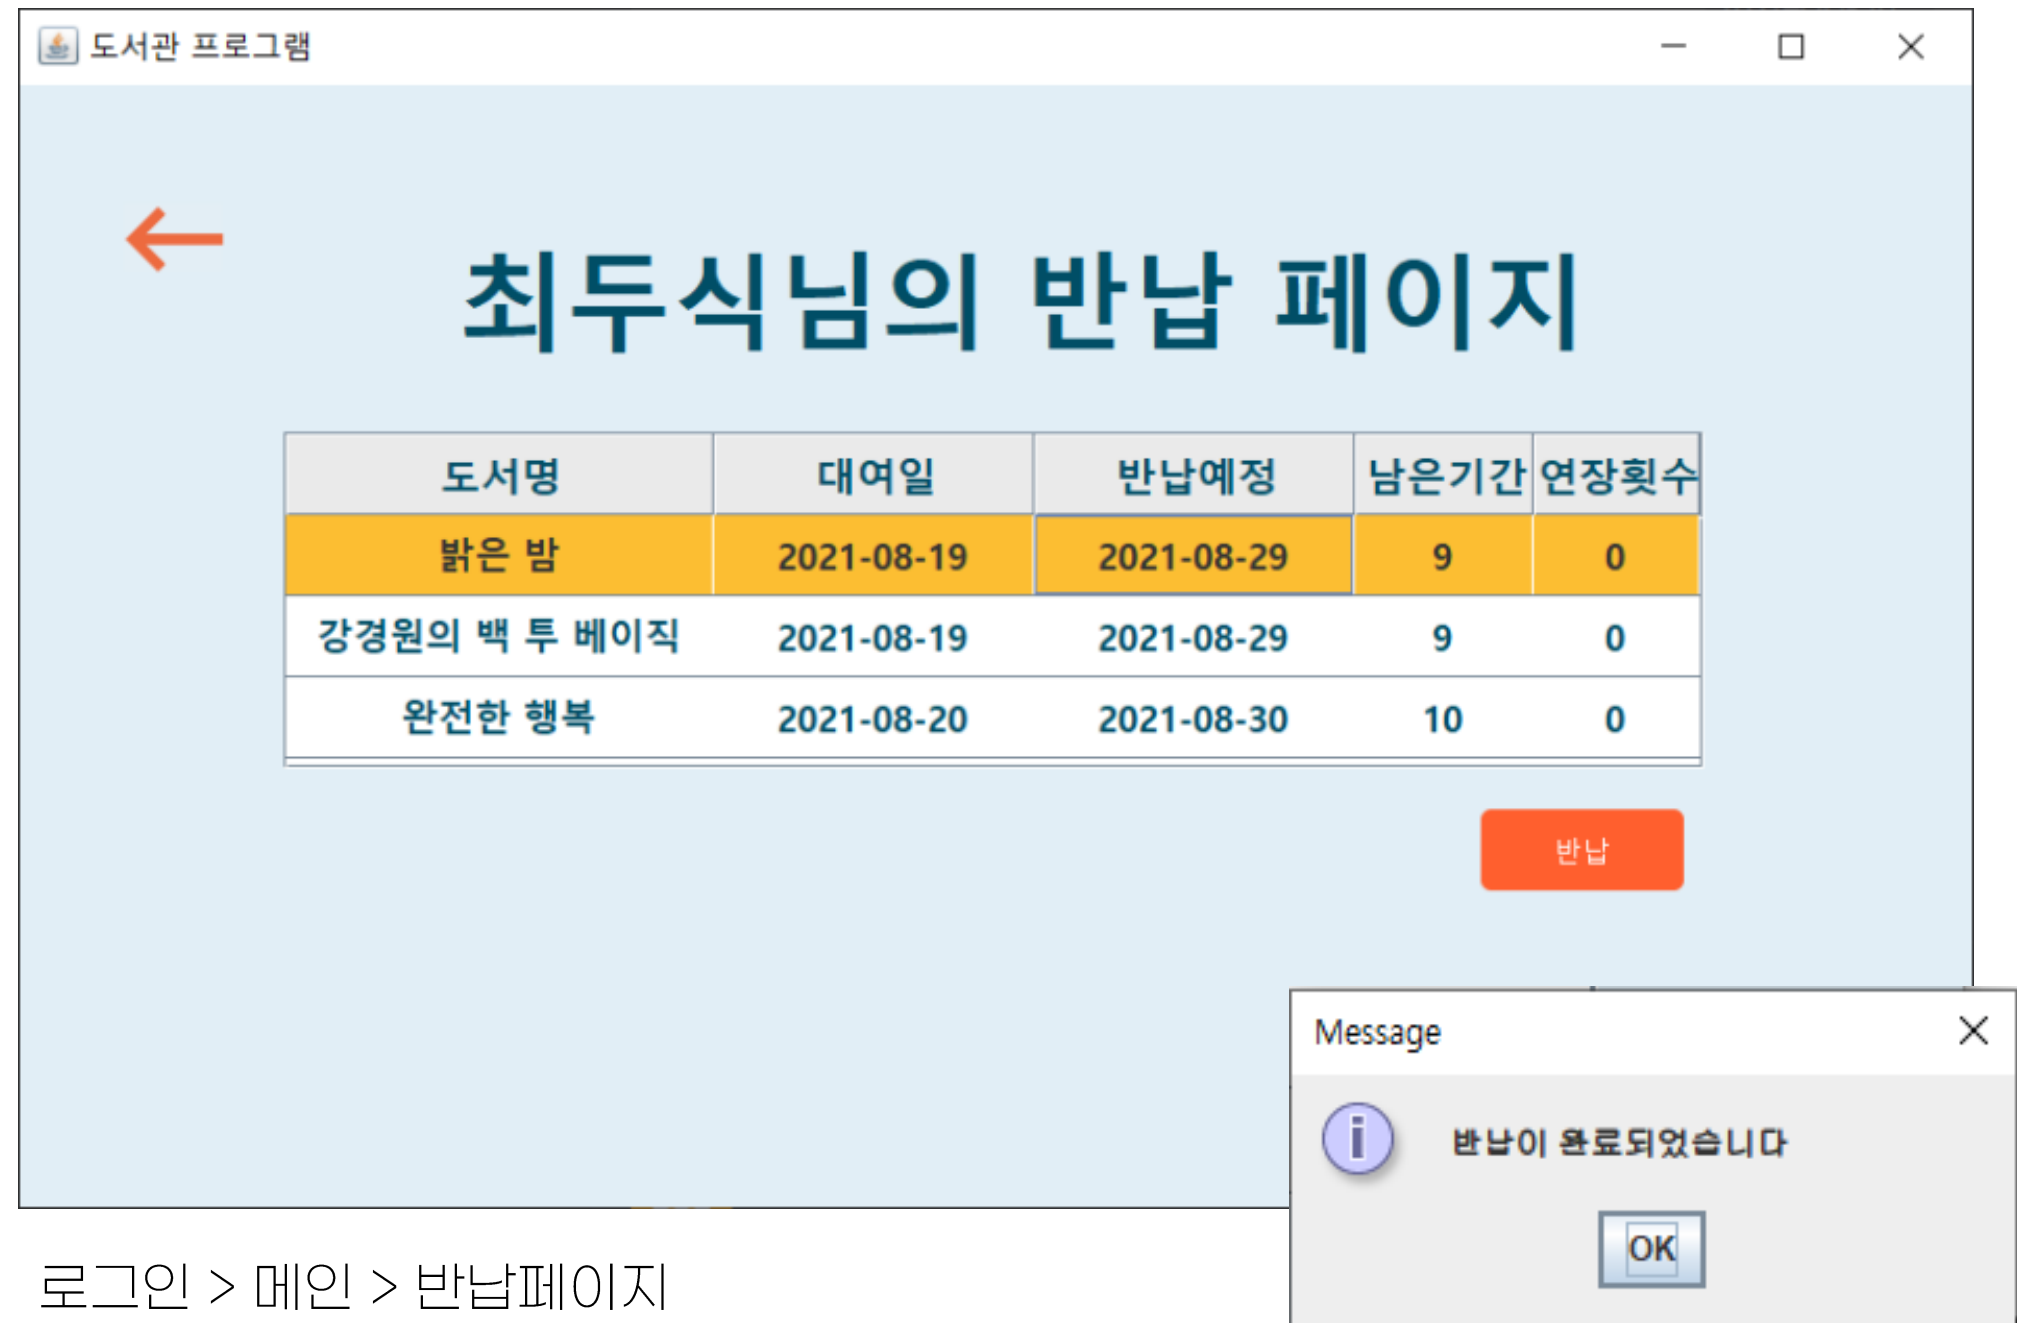 도서관 프로그램
최두식님의 반납 페이지
도서명 대여일 반납예정 남은기간 연장횟수
밝은 밤 2021-08-19 2021-08-29 9 0
강경원의 백 투 베이직 2021-08-19 2021-08-29 9 0
완전한 행복 2021-08-20 2021-08-30 10 0
반납
Message
반납이 완료되었습니다
OK
로그인 > 메인 > 반납페이지